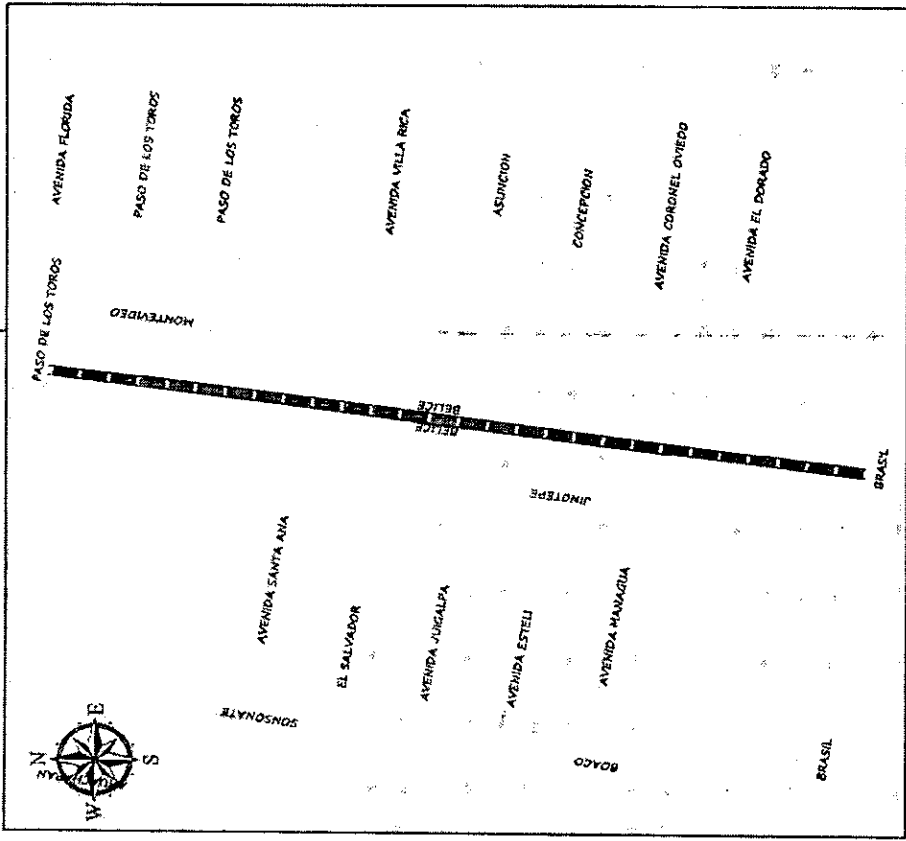 AVENIDA FLORIDA
PASO DE LOS TOROS
PASO DE LOS TOROS
PASO DE LOS TOROS
MONTEVIDEO
AVENIDA VILLA RICA
ASUNCION
CONCEPCION
AVENIDA CORONEL OVIEDO
AVENIDA EL DORADO
BELICE
BELICE
JINOTEPE
BRASIL
AVENIDA SANTA ANA
EL SALVADOR
AVENIDA JUIGALPA
AVENIDA ESTELI
AVENIDA MANAGUA
SONSONATE
BOACO
BRASIL
N
E
S
W